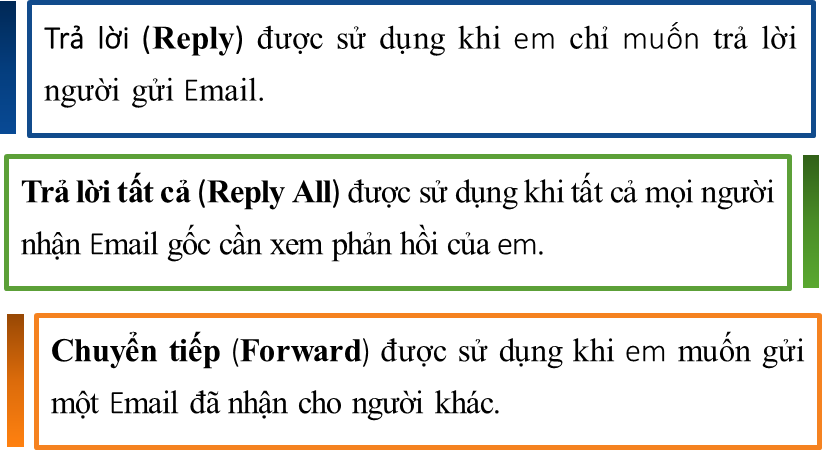 Trả lời (Reply) được sử dụng khi em chỉ muốn trả lời
người gửi Email.
Trả lời tất cả (Reply All) được sử dụng khi tất cả mọi người
nhận Email gốc cần xem phản hồi của em.
Chuyển tiếp (Forward) được sử dụng khi em muốn gửi
một Email đã nhận cho người khác.